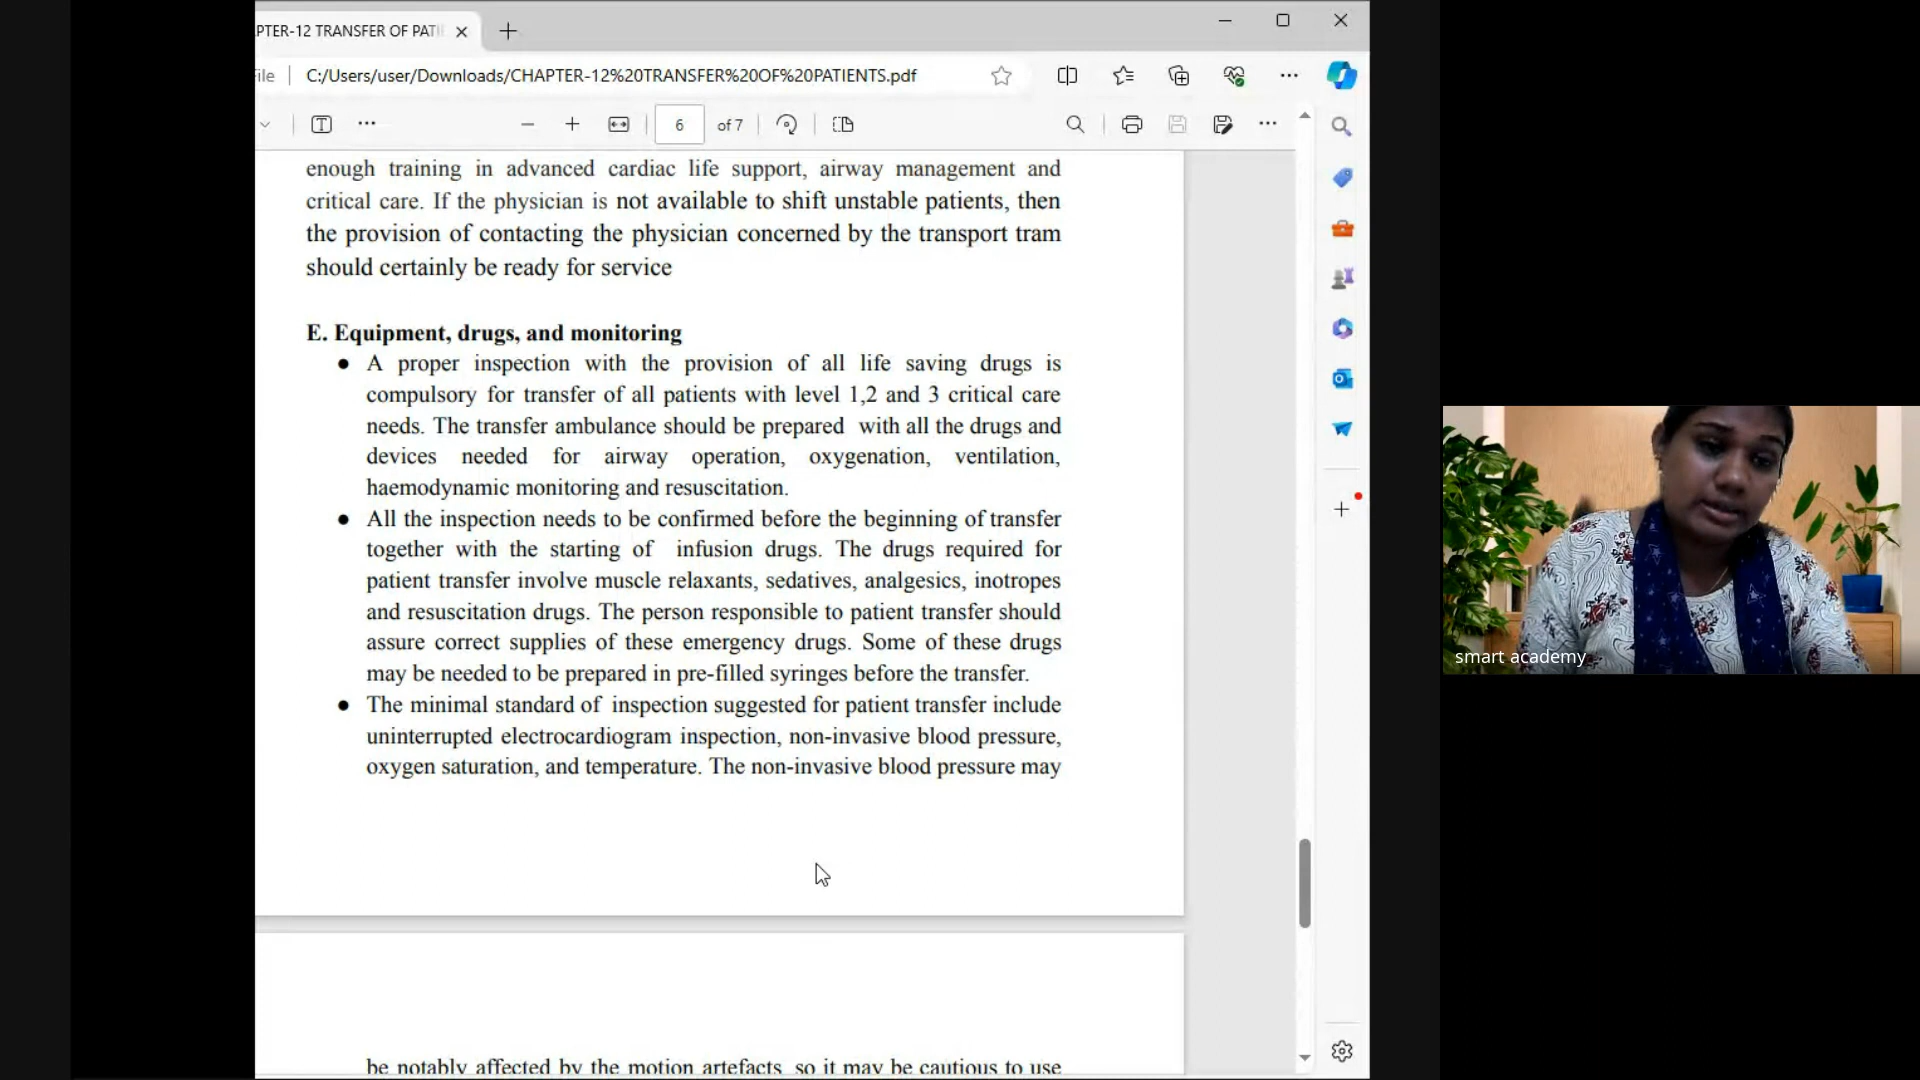 PTER-12 TRANSFER OF PATI
File
C:/Users/user/Downloads/CHAPTER-12%20TRANSFER%20OF%20PATIENTS.pdf
6 of 7
enough training in advanced cardiac life support, airway management and
critical care. If the physician is not available to shift unstable patients, then
the provision of contacting the physician concerned by the transport tram
should certainly be ready for service
E. Equipment, drugs, and monitoring
● A proper inspection with the provision of all life saving drugs is
compulsory for transfer of all patients with level 1,2 and 3 critical care
needs. The transfer ambulance should be prepared with all the drugs and
devices needed for airway operation, oxygenation, ventilation,
haemodynamic monitoring and resuscitation.
● All the inspection needs to be confirmed before the beginning of transfer
together with the starting of infusion drugs. The drugs required for
patient transfer involve muscle relaxants, sedatives, analgesics, inotropes
and resuscitation drugs. The person responsible to patient transfer should
assure correct supplies of these emergency drugs. Some of these drugs
may be needed to be prepared in pre-filled syringes before the transfer.
● The minimal standard of inspection suggested for patient transfer include
uninterrupted electrocardiogram inspection, non-invasive blood pressure,
oxygen saturation, and temperature. The non-invasive blood pressure may
be notably affected by the motion artefacts, so it may be cautious to use
smart academy